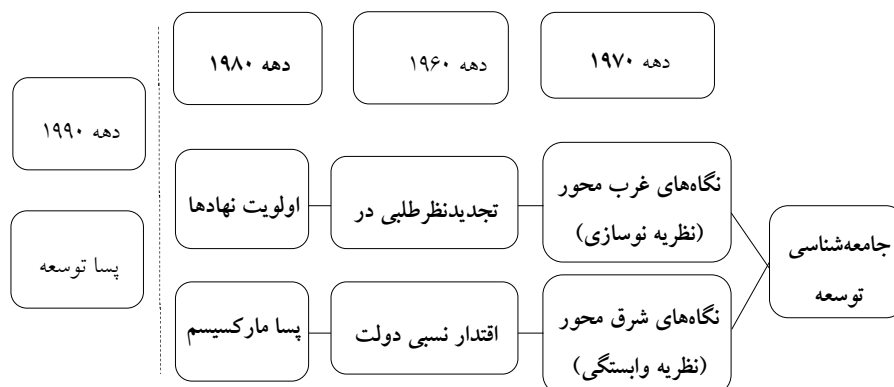 دهه ۱۹۷۰
دهه ۱۹۶۰
دهه ۱۹۸۰
دهه ۱۹۹۰
جامعه‌شناسی
توسعه
نگاه‌های غرب محور
(نظریه نوسازی)
تجدیدنظرطلبی در
اولویت نهادها
نگاه‌های شرق محور
(نظریه وابستگی)
اقتدار نسبی دولت
پسا مارکسیسم
پسا توسعه